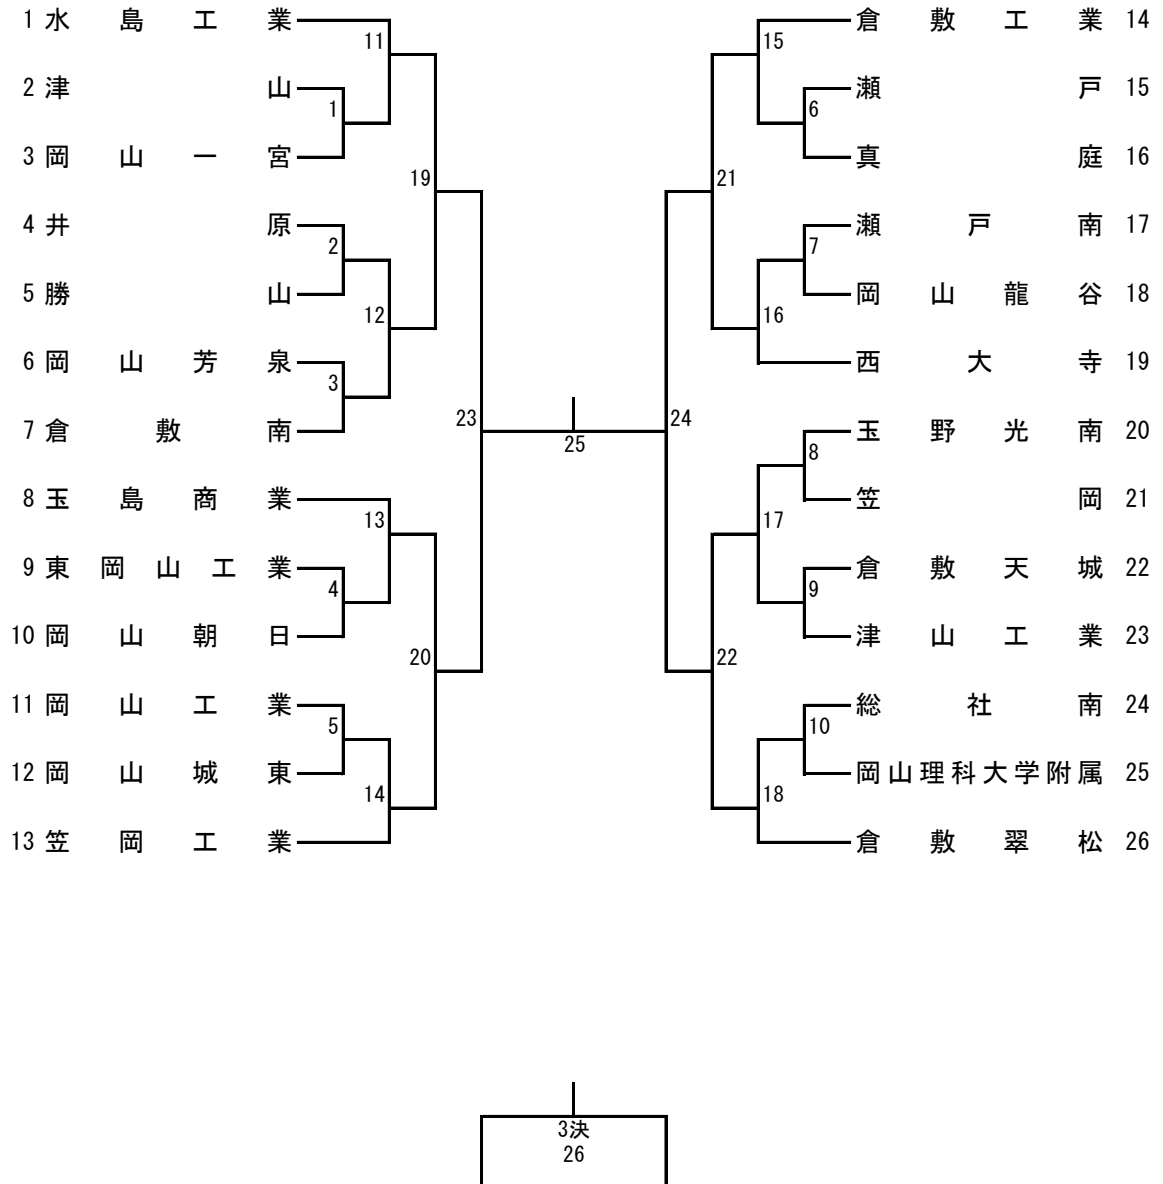 1 水島工業 倉敷工業 14
11 15
2 津山 瀬戸 15
1 6
3 岡山一宮 真庭 16
19 21
4 井原 瀬戸南 17
2 7
5 勝山 岡山龍谷 18
12 16
6 岡山芳泉 西大寺 19
3
23 24
7 倉敷南 玉野光南 20
25 8
8 玉島商業 笠岡 21
13 17
9 東岡山工業 倉敷天城 22
4 9
10 岡山朝日 津山工業 23
20 22
11 岡山工業 総社南 24
5 10
12 岡山城東 岡山理科大学附属 25
14 18
13 笠岡工業 倉敷翠松 26
3決
26